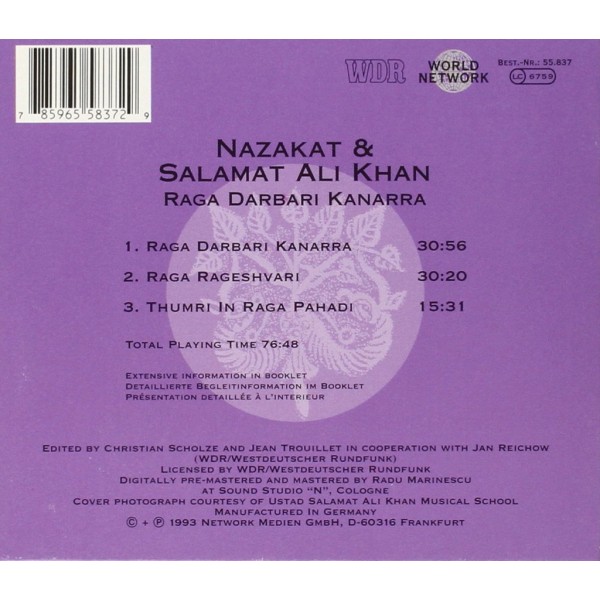 7 85965 58372 9
WDR
WORLD NETWORK
BEST.-NR.: 55.837
LC 6759
NAZAKAT &
SALAMAT ALI KHAN
RAGA DARBARI KANARRA
1. RAGA DARBARI KANARRA 30:56
2. RAGA RAGESHVARI 30:20
3. THUMRI IN RAGA PAHADI 15:31
TOTAL PLAYING TIME 76:48
EXTENSIVE INFORMATION IN BOOKLET
DETAILLIERTE BEGLEITINFORMATION IM BOOKLET
PRÉSENTATION DETAILLÉE À L'INTERIEUR
EDITED BY CHRISTIAN SCHOLZE AND JEAN TROUILLET IN COOPERATION WITH JAN REICHOW
(WDR/WESTDEUTSCHER RUNDFUNK)
LICENSED BY WDR/WESTDEUTSCHER RUNDFUNK
DIGITALLY PRE-MASTERED AND MASTERED BY RADU MARINESCU
AT SOUND STUDIO "N", COLOGNE
COVER PHOTOGRAPH COURTESY OF USTAD SALAMAT ALI KHAN MUSICAL SCHOOL
MANUFACTURED IN GERMANY
© + ℗ 1993 NETWORK MEDIEN GMBH, D-60316 FRANKFURT